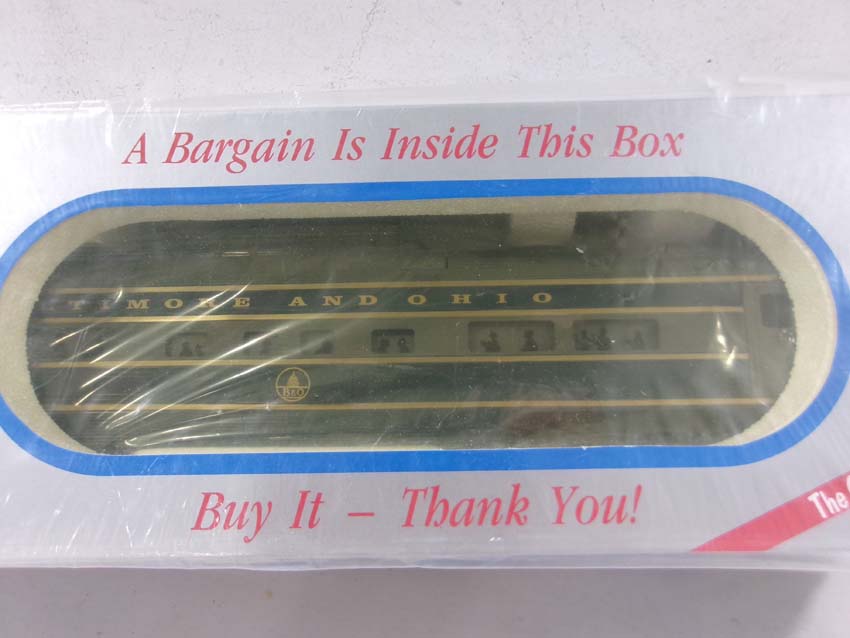 A Bargain Is Inside This Box
TIMORE AND OHIO
B&O
Buy It – Thank You!
The